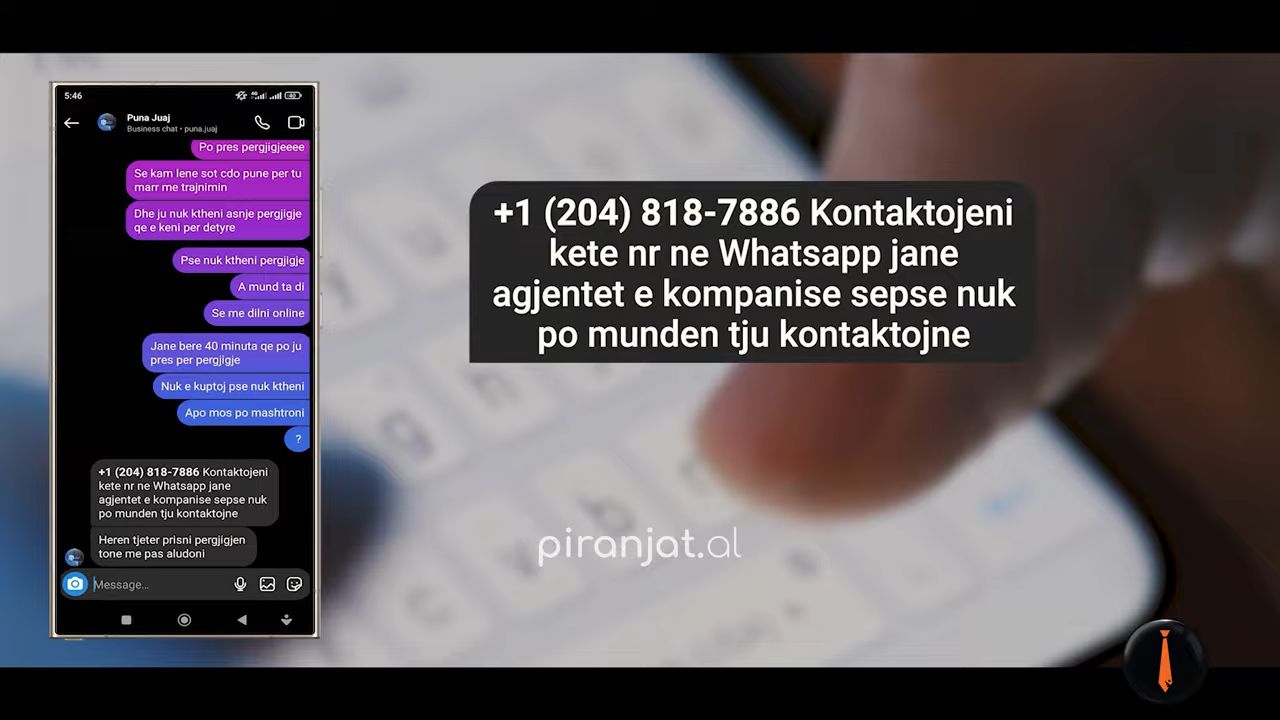 5:46
4G
40
Puna Juaj
Business chat • puna.juaj
Po pres pergjigjeeee
Se kam lene sot cdo pune per tu
marr me trajnimin
Dhe ju nuk ktheni asnje pergjigje
qe e keni per detyre
Pse nuk ktheni pergjigje
A mund ta di
Se me dilni online
Jane bere 40 minuta qe po ju
pres per pergjigje
Nuk e kuptoj pse nuk ktheni
Apo mos po mashtroni
?
+1 (204) 818-7886 Kontaktojeni
kete nr ne Whatsapp jane
agjentet e kompanise sepse nuk
po munden tju kontaktojne
Heren tjeter prisni pergjigjen
tone me pas aludoni
Message...
+1 (204) 818-7886 Kontaktojeni
kete nr ne Whatsapp jane
agjentet e kompanise sepse nuk
po munden tju kontaktojne
piranjat.al